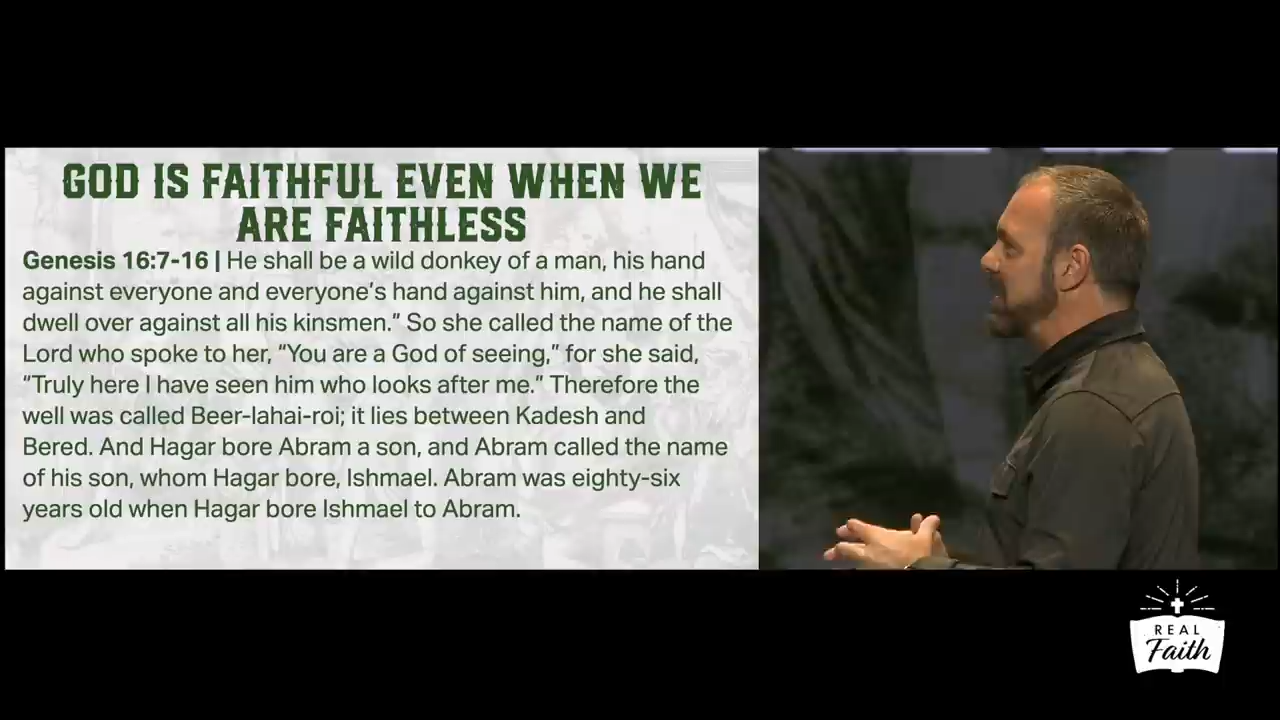 GOD IS FAITHFUL EVEN WHEN WE
ARE FAITHLESS
Genesis 16:7-16 | He shall be a wild donkey of a man, his hand
against everyone and everyone’s hand against him, and he shall
dwell over against all his kinsmen.” So she called the name of the
Lord who spoke to her, “You are a God of seeing,” for she said,
“Truly here I have seen him who looks after me.” Therefore the
well was called Beer-lahai-roi; it lies between Kadesh and
Bered. And Hagar bore Abram a son, and Abram called the name
of his son, whom Hagar bore, Ishmael. Abram was eighty-six
years old when Hagar bore Ishmael to Abram.
REAL
Faith